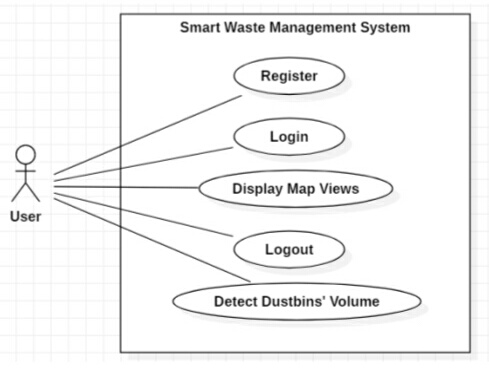 Smart Waste Management System
Register
Login
Display Map Views
User
Logout
Detect Dustbins' Volume